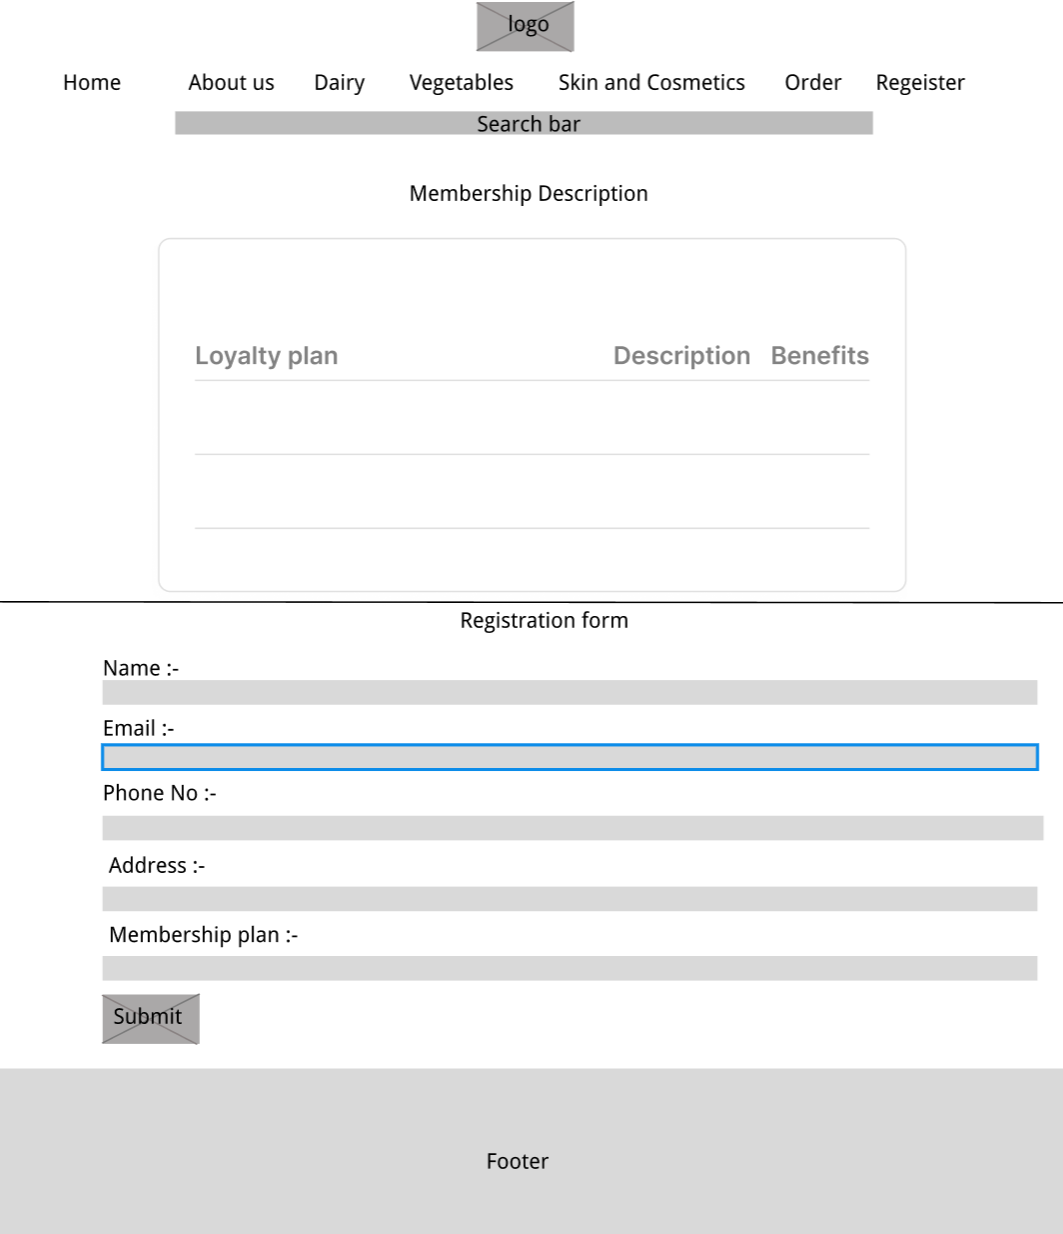 logo
Home About us Dairy Vegetables Skin and Cosmetics Order Regeister
Search bar
Membership Description
Loyalty plan Description Benefits
Registration form
Name :-
Email :-
Phone No :-
Address :-
Membership plan :-
Submit
Footer